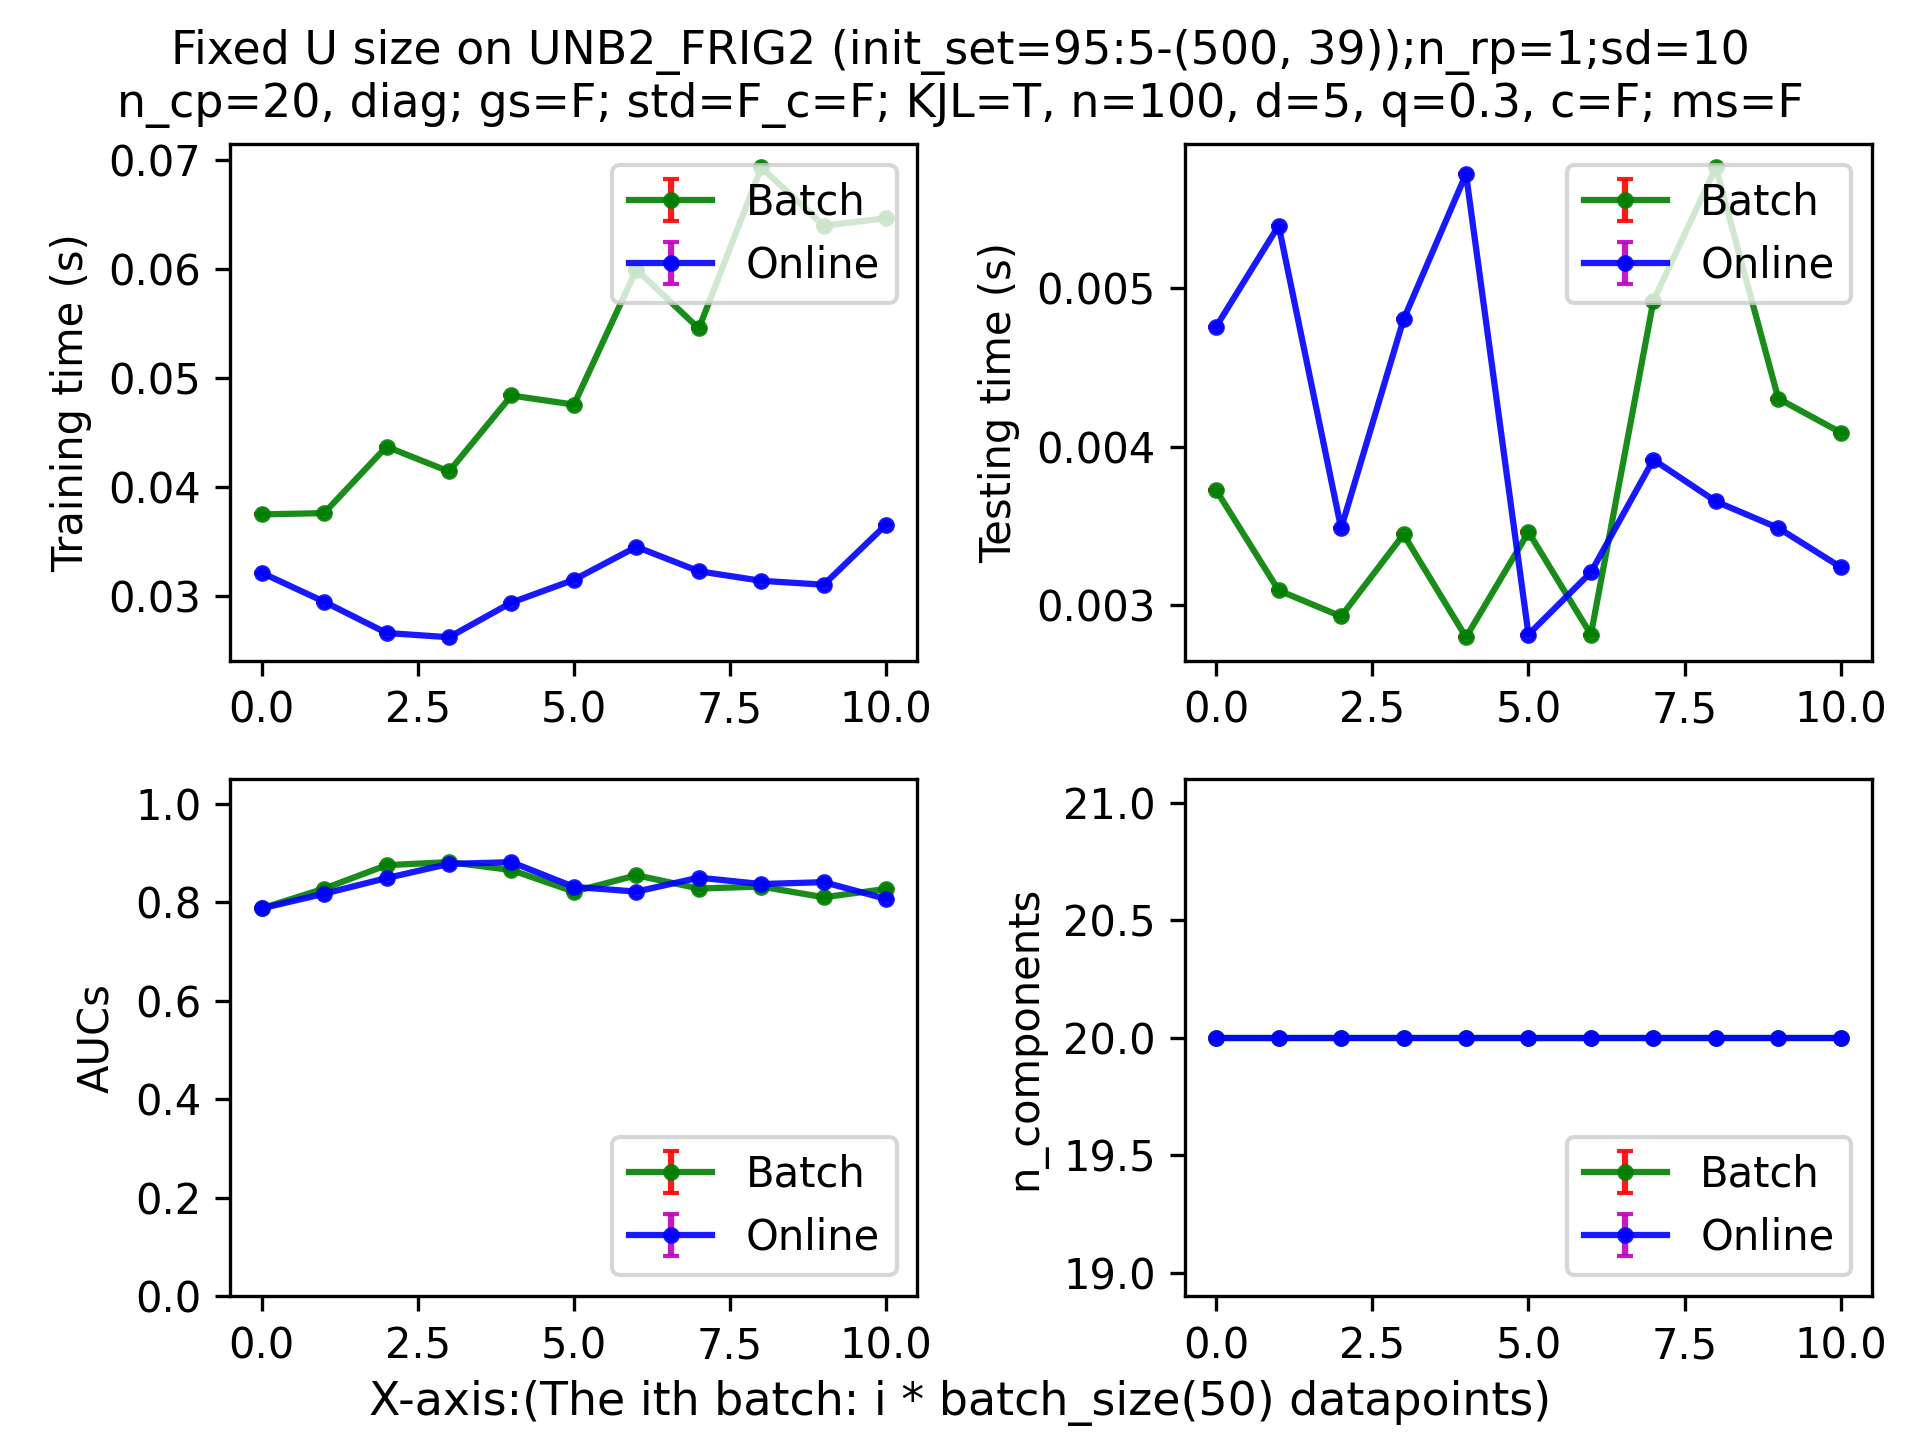 Fixed U size on UNB2_FRIG2 (init_set=95:5-(500, 39));n_rp=1;sd=10
n_cp=20, diag; gs=F; std=F_c=F; KJL=T, n=100, d=5, q=0.3, c=F; ms=F
Training time (s)
0.07
0.06
0.05
0.04
0.03
0.0 2.5 5.0 7.5 10.0
Batch
Online
Testing time (s)
0.005
0.004
0.003
0.0 2.5 5.0 7.5 10.0
Batch
Online
AUCs
1.0
0.8
0.6
0.4
0.2
0.0
0.0 2.5 5.0 7.5 10.0
Batch
Online
n_components
21.0
20.5
20.0
19.5
19.0
0.0 2.5 5.0 7.5 10.0
Batch
Online
X-axis:(The ith batch: i * batch_size(50) datapoints)